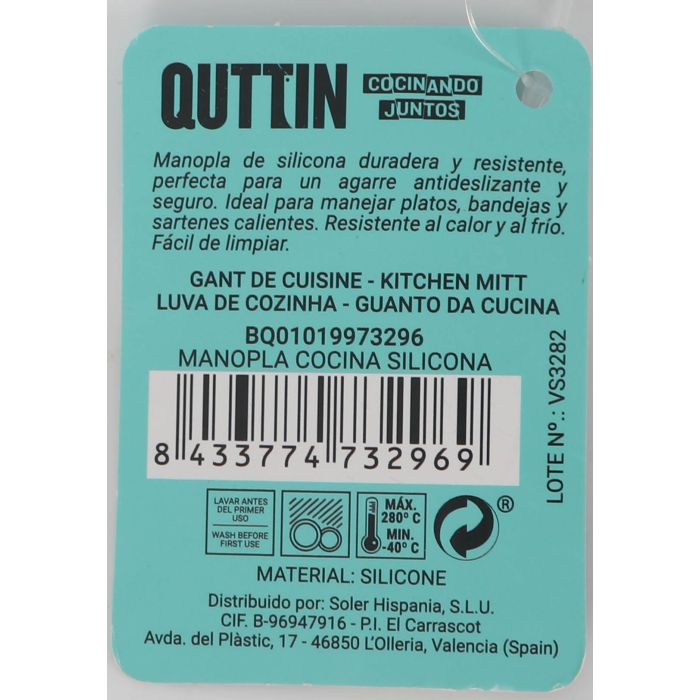 QUTTIN COCINANDO JUNTOS
Manopla de silicona duradera y resistente,
perfecta para un agarre antideslizante y
seguro. Ideal para manejar platos, bandejas y
sartenes calientes. Resistente al calor y al frío.
Fácil de limpiar.
GANT DE CUISINE - KITCHEN MITT
LUVA DE COZINHA - GUANTO DA CUCINA
BQ01019973296
MANOPLA COCINA SILICONA
8 433774 732969
LOTE Nº.: VS3282
LAVAR ANTES
DEL PRIMER
USO
WASH BEFORE
FIRST USE
MÁX.
280º C
MIN.
-40º C
®
MATERIAL: SILICONE
Distribuido por: Soler Hispania, S.L.U.
CIF. B-96947916 - P.I. El Carrascot
Avda. del Plàstic, 17 - 46850 L'Olleria, Valencia (Spain)